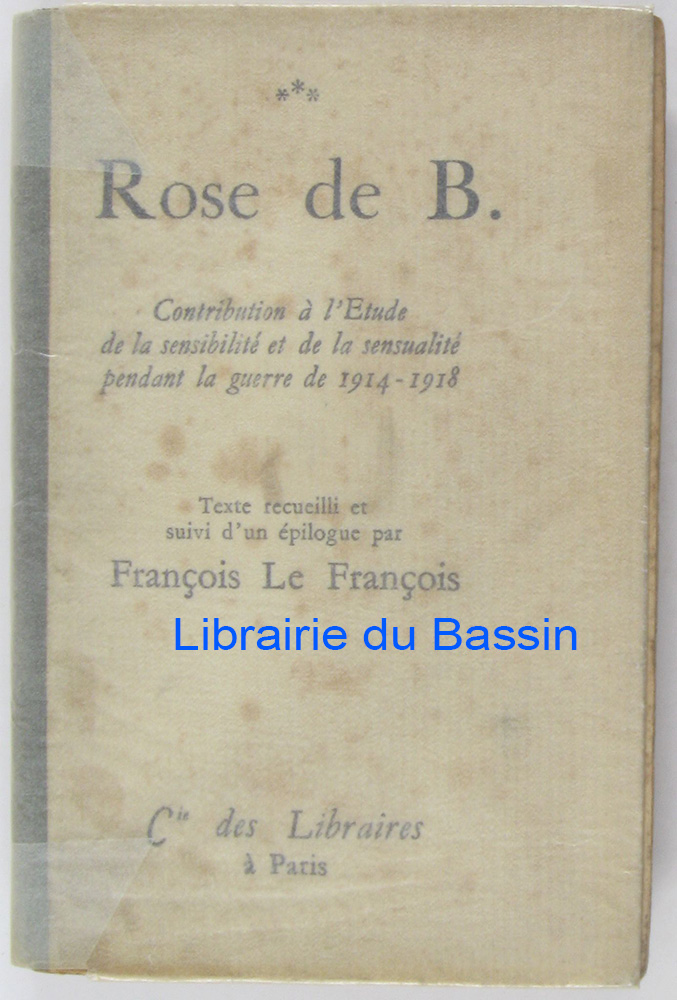 ***
Rose de B.
Contribution à l'Etude
de la sensibilité et de la sensualité
pendant la guerre de 1914-1918
Texte recueilli et
suivi d'un épilogue par
François Le François
Librairie du Bassin
Cie des Libraires
à Paris